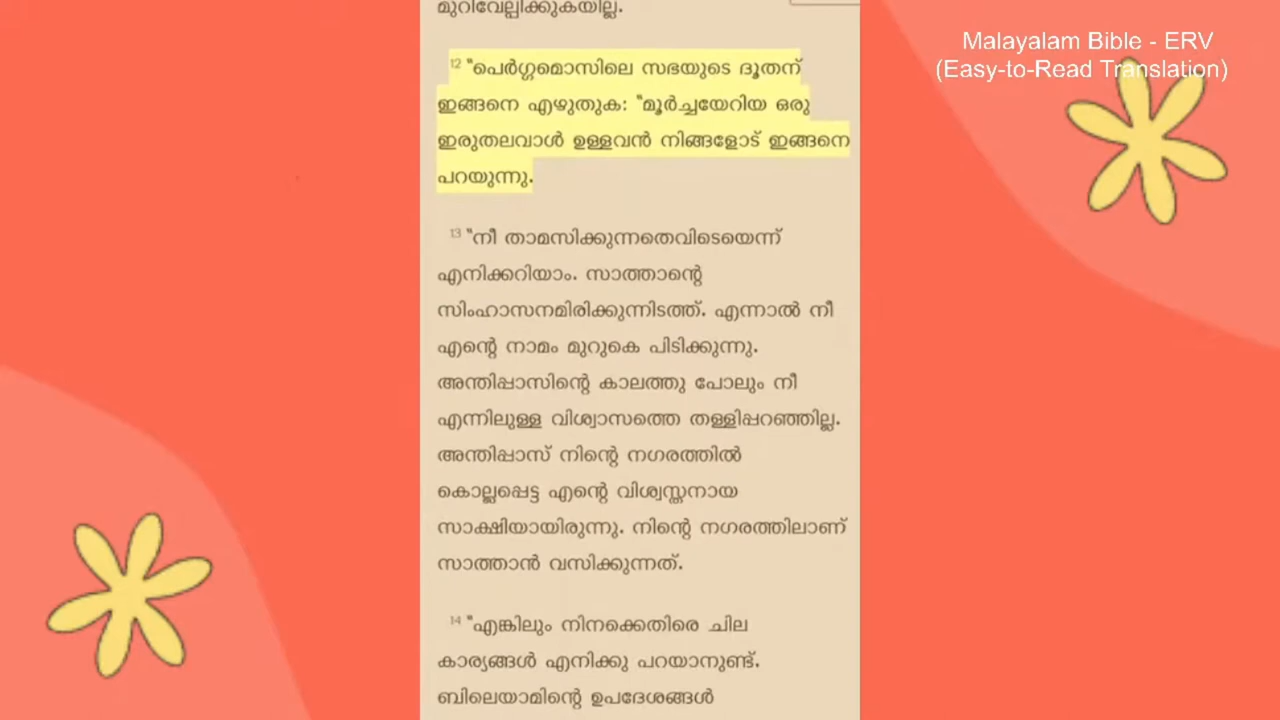 മുറിവേല്പിക്കുകയില്ല.
Malayalam Bible - ERV
(Easy-to-Read Translation)
12 "പെർഗ്ഗമൊസിലെ സഭയുടെ ദൂതന്
ഇങ്ങനെ എഴുതുക: "മൂർച്ചയേറിയ ഒരു
ഇരുതലവാൾ ഉള്ളവൻ നിങ്ങളോട് ഇങ്ങനെ
പറയുന്നു.
13 "നീ താമസിക്കുന്നതെവിടെയെന്ന്
എനിക്കറിയാം. സാത്താന്റെ
സിംഹാസനമിരിക്കുന്നിടത്ത്. എന്നാൽ നീ
എന്റെ നാമം മുറുകെ പിടിക്കുന്നു.
അന്തിപ്പാസിന്റെ കാലത്തു പോലും നീ
എന്നിലുള്ള വിശ്വാസത്തെ തള്ളിപ്പറഞ്ഞില്ല.
അന്തിപ്പാസ് നിന്റെ നഗരത്തിൽ
കൊല്ലപ്പെട്ട എന്റെ വിശ്വസ്തനായ
സാക്ഷിയായിരുന്നു. നിന്റെ നഗരത്തിലാണ്
സാത്താൻ വസിക്കുന്നത്.
14 "എങ്കിലും നിനക്കെതിരെ ചില
കാര്യങ്ങൾ എനിക്കു പറയാനുണ്ട്.
ബിലെയാമിന്റെ ഉപദേശങ്ങൾ